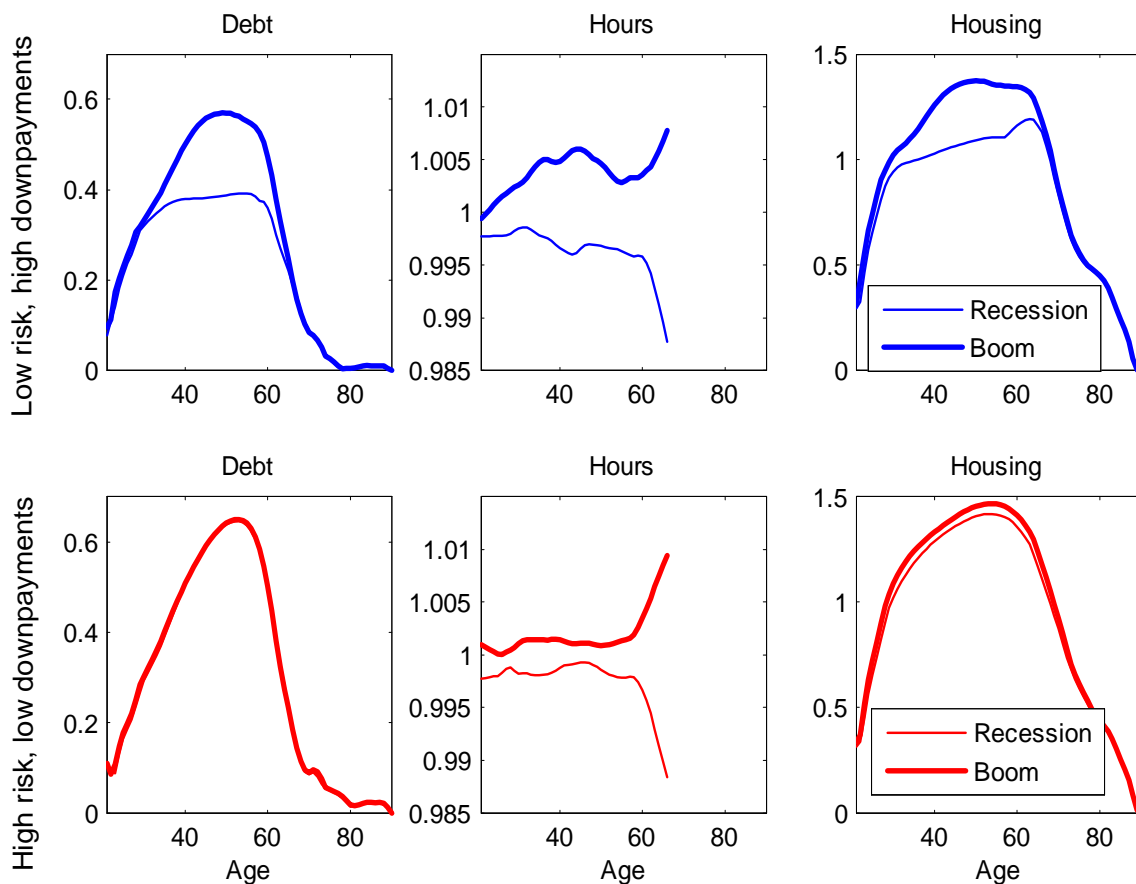 Low risk, high downpayments
Debt
0.6
0.4
0.2
0
40 60 80
Hours
1.01
1.005
1
0.995
0.99
0.985
40 60 80
Housing
1.5
1
0.5
0
40 60 80
Recession
Boom
High risk, low downpayments
Debt
0.6
0.4
0.2
0
40 60 80
Age
Hours
1.01
1.005
1
0.995
0.99
0.985
40 60 80
Age
Housing
1.5
1
0.5
0
40 60 80
Age
Recession
Boom